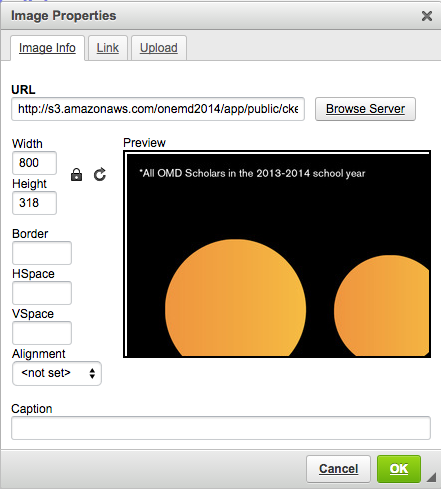 Image Properties
Image Info
Link
Upload
URL
http://s3.amazonaws.com/onemd2014/app/public/cke
Browse Server
Width
800
Height
318
Preview
*All OMD Scholars in the 2013-2014 school year
Border
HSpace
VSpace
Alignment
<not set>
Caption
Cancel
OK